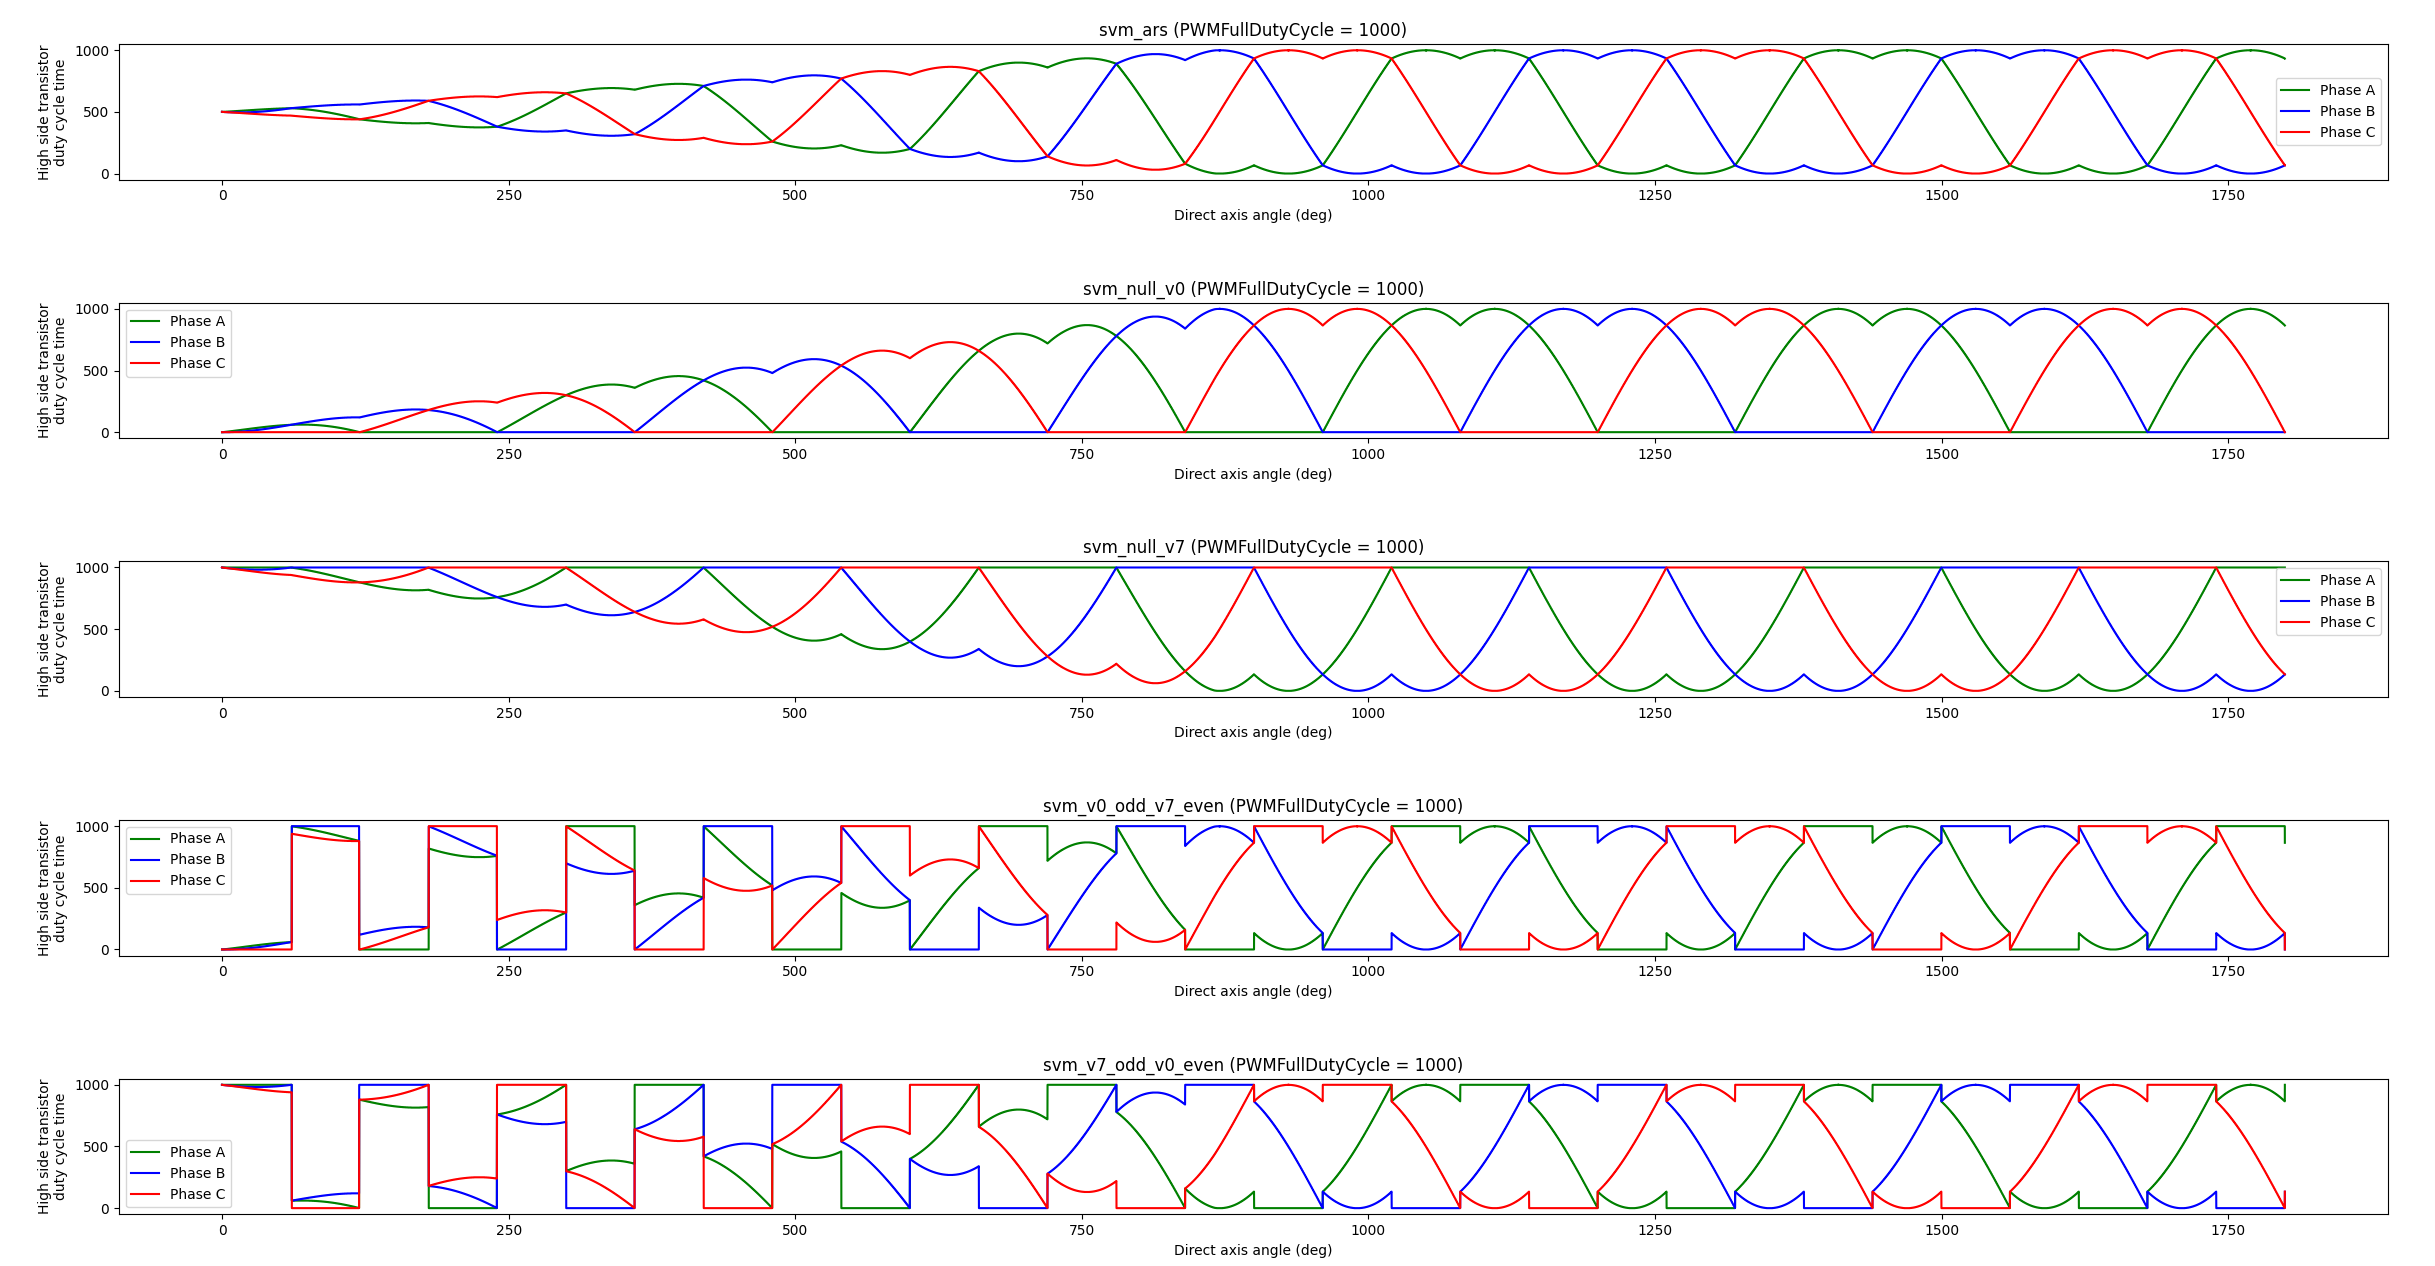 svm_ars (PWMFullDutyCycle = 1000)
High side transistor
duty cycle time
1000
500
0
Phase A
Phase B
Phase C
0 250 500 750 1000 1250 1500 1750
Direct axis angle (deg)
svm_null_v0 (PWMFullDutyCycle = 1000)
High side transistor
duty cycle time
1000
500
0
Phase A
Phase B
Phase C
0 250 500 750 1000 1250 1500 1750
Direct axis angle (deg)
svm_null_v7 (PWMFullDutyCycle = 1000)
High side transistor
duty cycle time
1000
500
0
Phase A
Phase B
Phase C
0 250 500 750 1000 1250 1500 1750
Direct axis angle (deg)
svm_v0_odd_v7_even (PWMFullDutyCycle = 1000)
High side transistor
duty cycle time
1000
500
0
Phase A
Phase B
Phase C
0 250 500 750 1000 1250 1500 1750
Direct axis angle (deg)
svm_v7_odd_v0_even (PWMFullDutyCycle = 1000)
High side transistor
duty cycle time
1000
500
0
Phase A
Phase B
Phase C
0 250 500 750 1000 1250 1500 1750
Direct axis angle (deg)